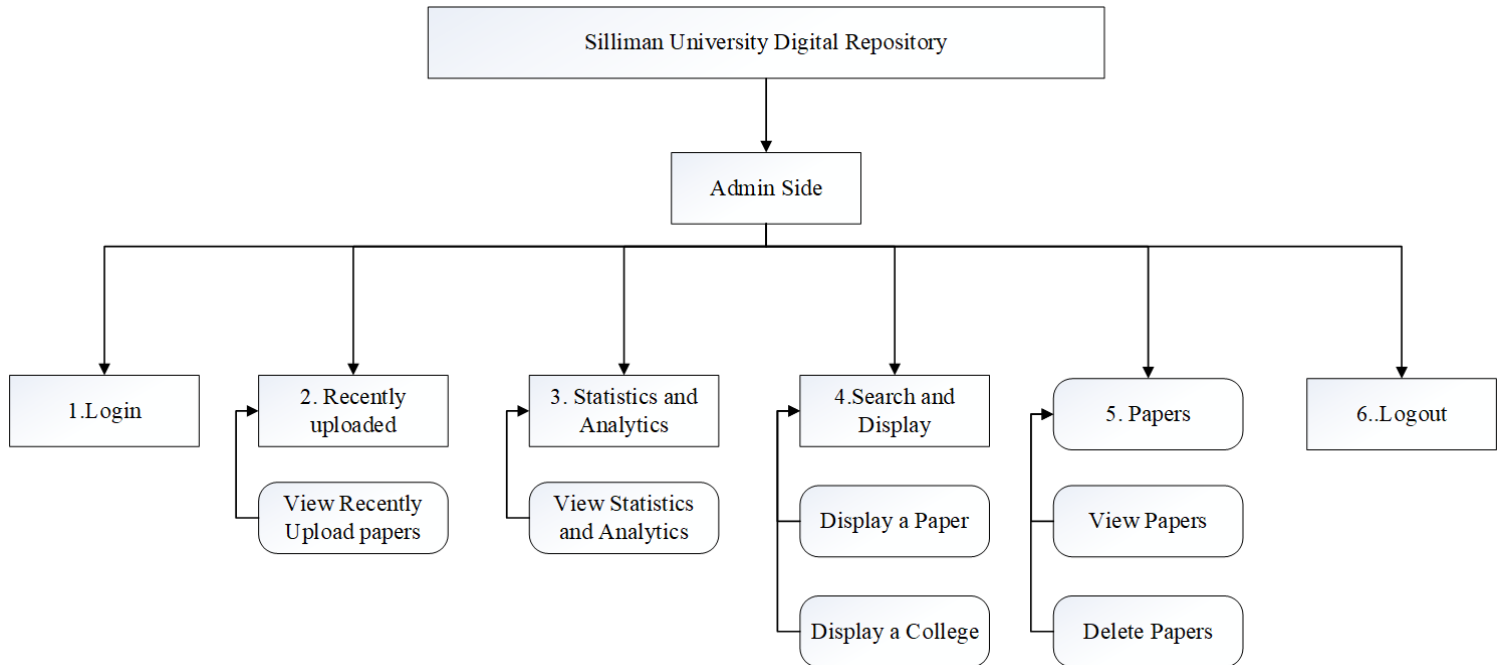 Silliman University Digital Repository
Admin Side
1.Login
2. Recently
uploaded
3. Statistics and
Analytics
4.Search and
Display
5. Papers
6..Logout
View Recently
Upload papers
View Statistics
and Analytics
Display a Paper
View Papers
Display a College
Delete Papers